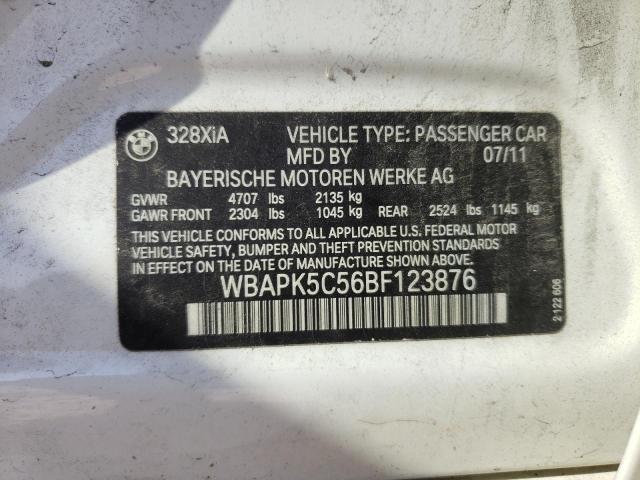 BMW
328XiA VEHICLE TYPE: PASSENGER CAR
MFD BY 07/11
BAYERISCHE MOTOREN WERKE AG
GVWR 4707 lbs 2135 kg
GAWR FRONT 2304 lbs 1045 kg REAR 2524 lbs 1145 kg
THIS VEHICLE CONFORMS TO ALL APPLICABLE U.S. FEDERAL MOTOR
VEHICLE SAFETY, BUMPER AND THEFT PREVENTION STANDARDS
IN EFFECT ON THE DATE OF MANUFACTURE SHOWN ABOVE.
WBAPK5C56BF123876
2 122 606